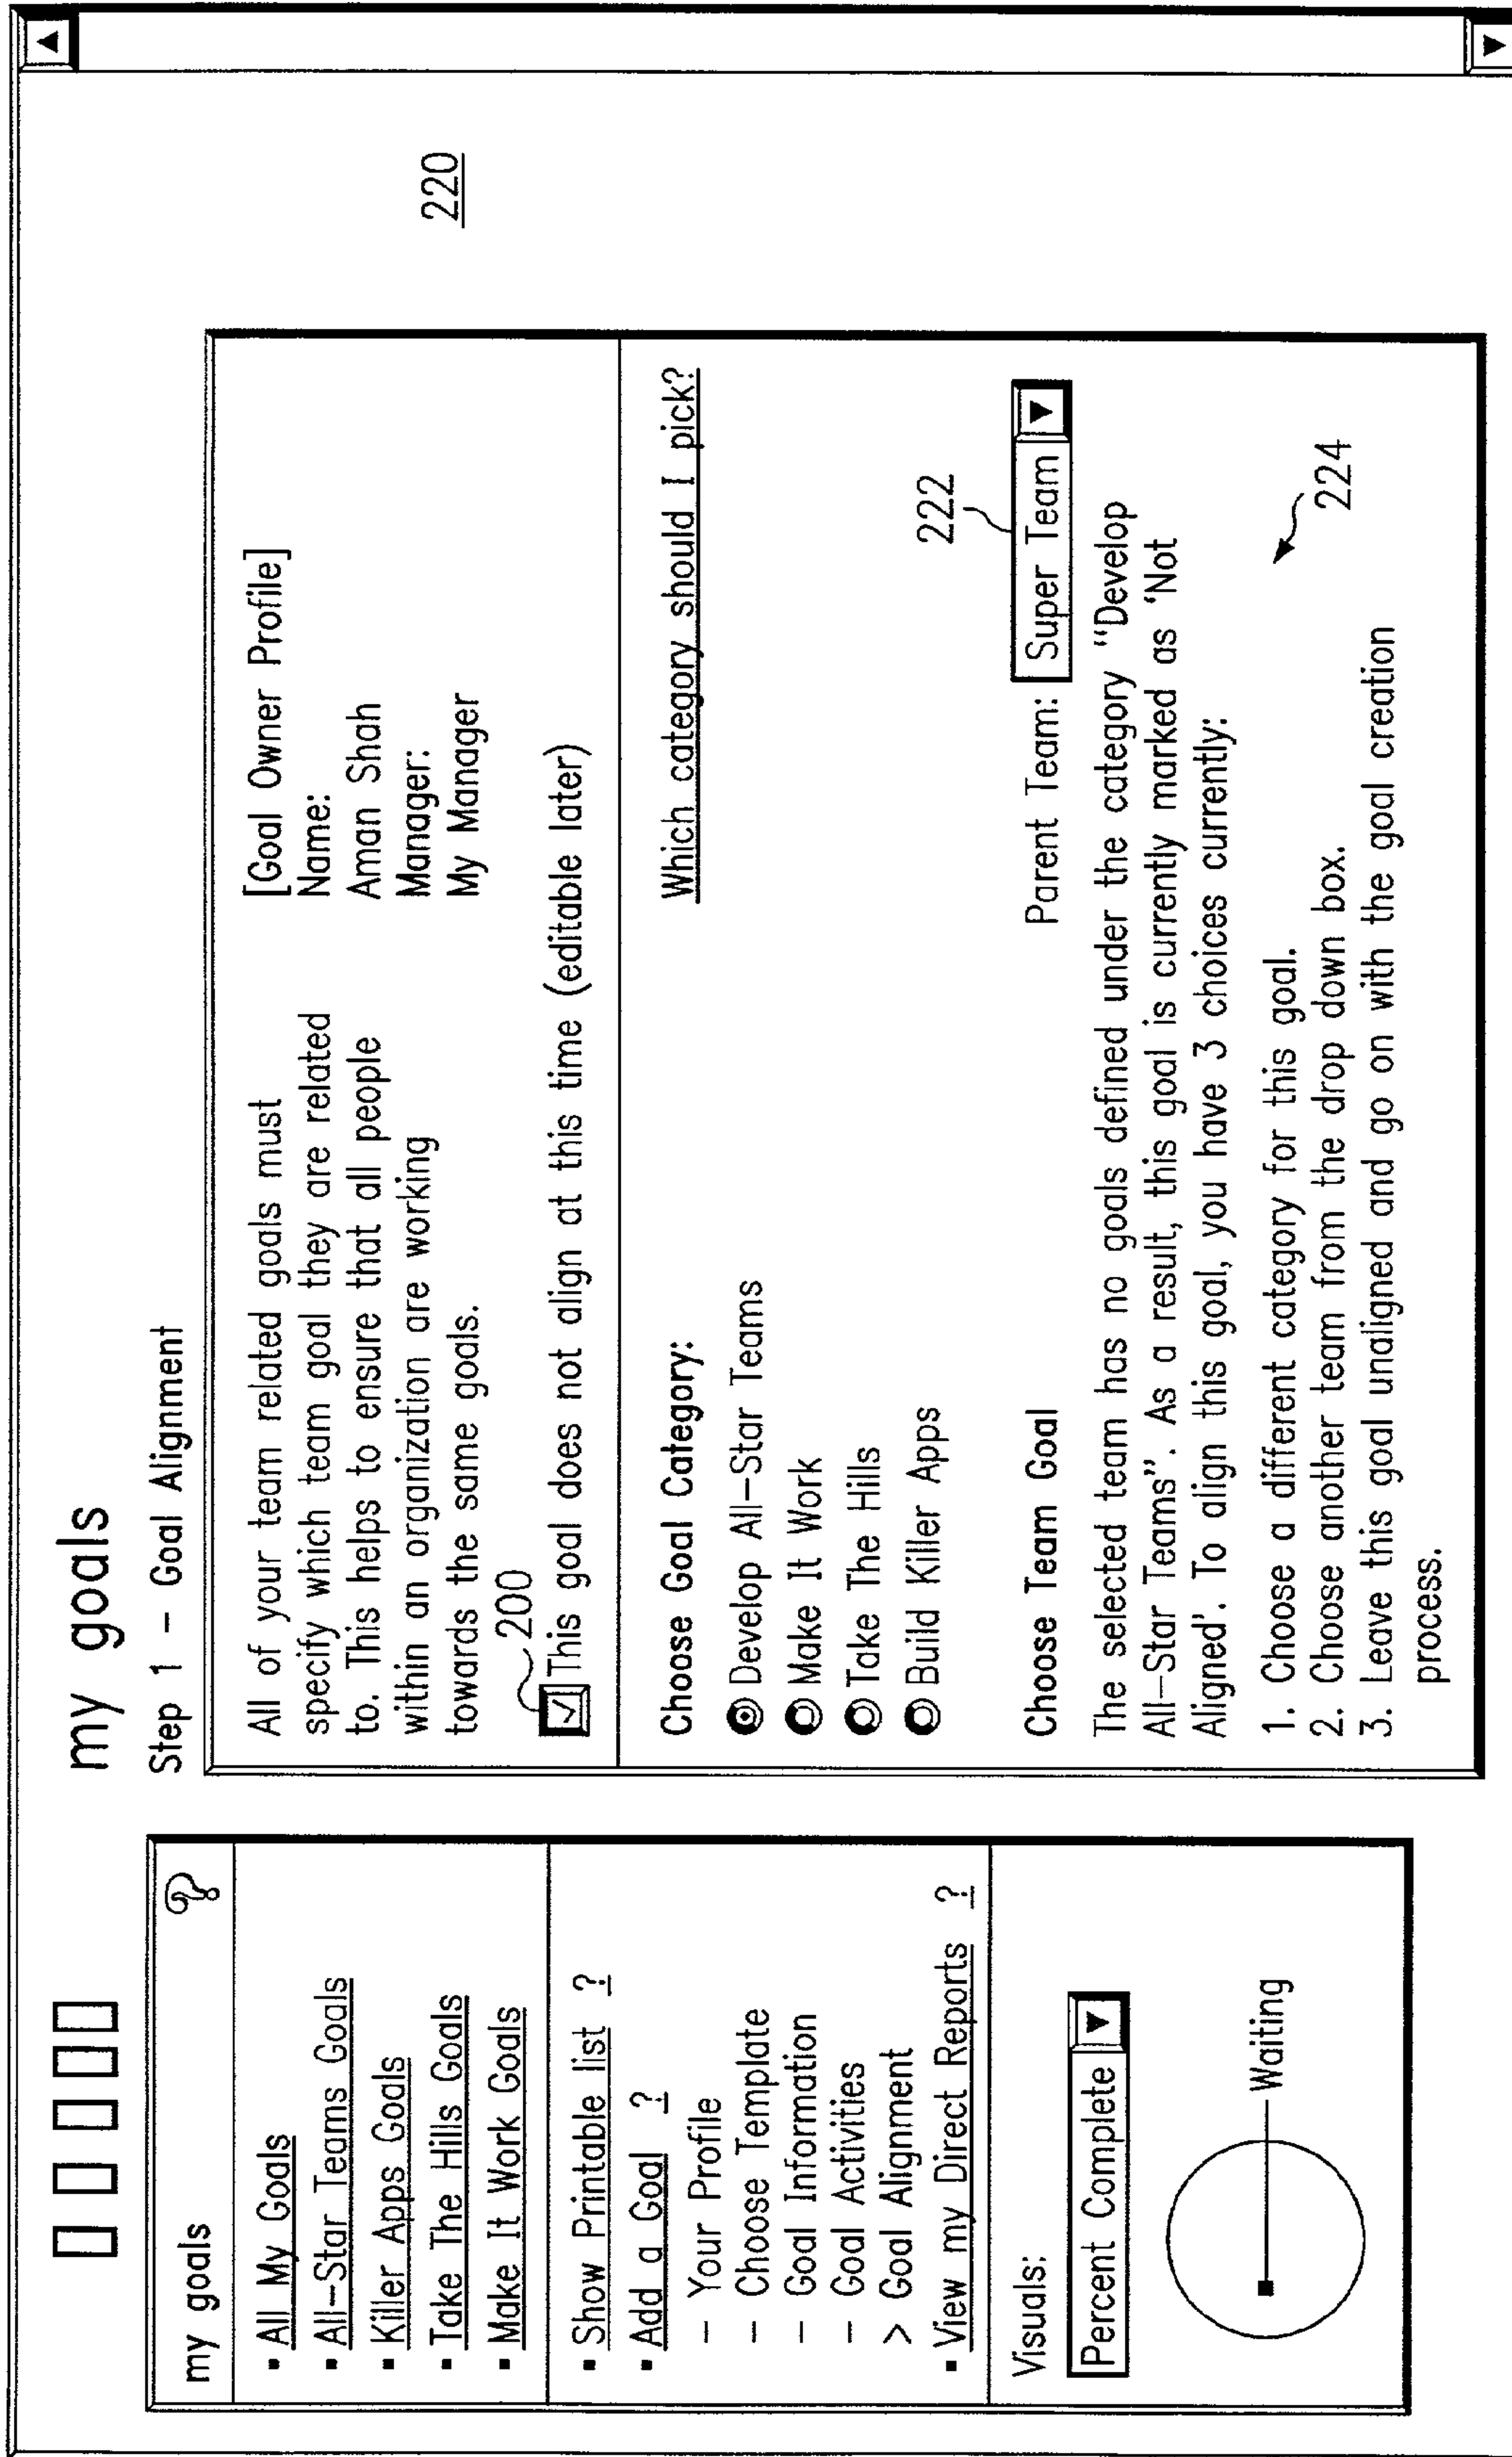 my goals
Step 1 – Goal Alignment
220
my goals ?
▪ All My Goals
▪ All–Star Teams Goals
▪ Killer Apps Goals
▪ Take The Hills Goals
▪ Make It Work Goals
▪ Show Printable list ?
▪ Add a Goal ?
– Your Profile
– Choose Template
– Goal Information
– Goal Activities
> Goal Alignment
▪ View my Direct Reports ?
Visuals:
Percent Complete
Waiting
All of your team related goals must
specify which team goal they are related
to. This helps to ensure that all people
within an organization are working
towards the same goals.
[Goal Owner Profile]
Name:
Aman Shah
Manager:
My Manager
200
This goal does not align at this time (editable later)
Choose Goal Category:
Which category should I pick?
Develop All–Star Teams
Make It Work
Take The Hills
Build Killer Apps
222
Choose Team Goal
Parent Team: Super Team
The selected team has no goals defined under the category "Develop
All–Star Teams". As a result, this goal is currently marked as 'Not
Aligned'. To align this goal, you have 3 choices currently:
1. Choose a different category for this goal.
2. Choose another team from the drop down box.
3. Leave this goal unaligned and go on with the goal creation
process.
224